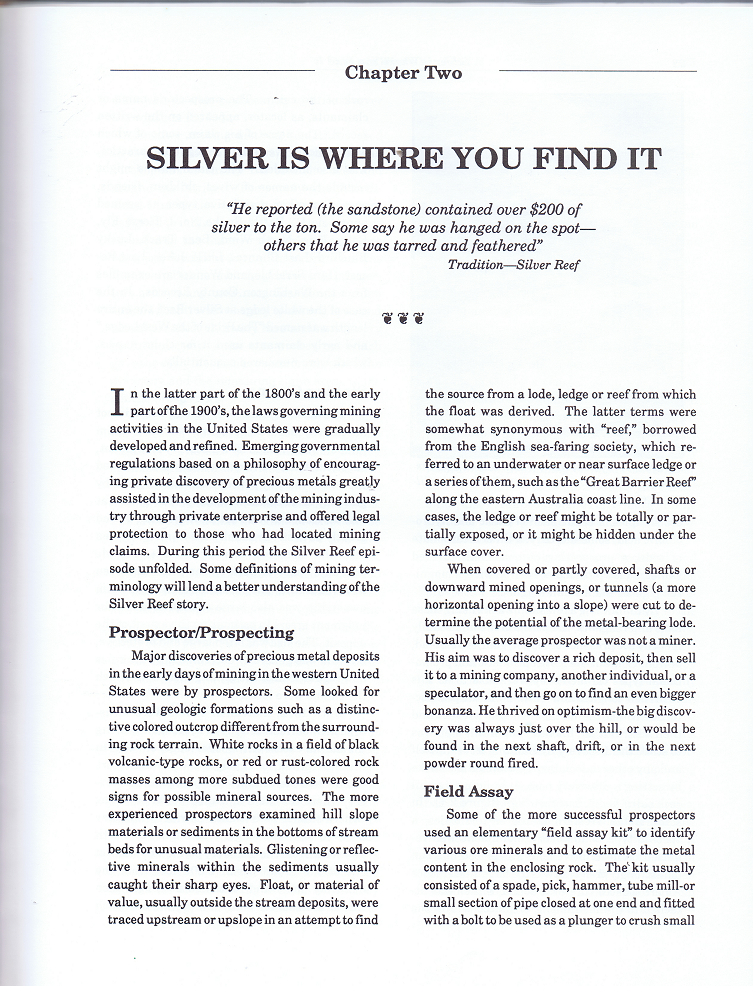 Chapter Two
SILVER IS WHERE YOU FIND IT
“He reported (the sandstone) contained over $200 of
silver to the ton.  Some say he was hanged on the spot—
others that he was tarred and feathered”
Tradition—Silver Reef
In the latter part of the 1800’s and the early
part of the 1900’s, the laws governing mining
activities in the United States were gradually
developed and refined.  Emerging governmental
regulations based on a philosophy of encourag-
ing private discovery of precious metals greatly
assisted in the development of the mining indus-
try through private enterprise and offered legal
protection to those who had located mining
claims.  During this period the Silver Reef epi-
sode unfolded.  Some definitions of mining ter-
minology will lend a better understanding of the
Silver Reef story.
Prospector/Prospecting
Major discoveries of precious metal deposits
in the early days of mining in the western United
States were by prospectors.  Some looked for
unusual geologic formations such as a distinc-
tive colored outcrop different from the surround-
ing rock terrain.  White rocks in a field of black
volcanic-type rocks, or red or rust-colored rock
masses among more subdued tones were good
signs for possible mineral sources.  The more
experienced prospectors examined hill slope
materials or sediments in the bottoms of stream
beds for unusual materials.  Glistening or reflec-
tive minerals within the sediments usually
caught their sharp eyes.  Float, or material of
value, usually outside the stream deposits, were
traced upstream or upslope in an attempt to find
the source from a lode, ledge or reef from which
the float was derived.  The latter terms were
somewhat synonymous with “reef,” borrowed
from the English sea-faring society, which re-
ferred to an underwater or near surface ledge or
a series of them, such as the “Great Barrier Reef”
along the eastern Australia coast line.  In some
cases, the ledge or reef might be totally or par-
tially exposed, or it might be hidden under the
surface cover.
When covered or partly covered, shafts or
downward mined openings, or tunnels (a more
horizontal opening into a slope) were cut to de-
termine the potential of the metal-bearing lode.
Usually the average prospector was not a miner.
His aim was to discover a rich deposit, then sell
it to a mining company, another individual, or a
speculator, and then go on to find an even bigger
bonanza. He thrived on optimism-the big discov-
ery was always just over the hill, or would be
found in the next shaft, drift, or in the next
powder round fired.
Field Assay
Some of the more successful prospectors
used an elementary “field assay kit” to identify
various ore minerals and to estimate the metal
content in the enclosing rock.  The kit usually
consisted of a spade, pick, hammer, tube mill-or
small section of pipe closed at one end and fitted
with a bolt to be used as a plunger to crush small